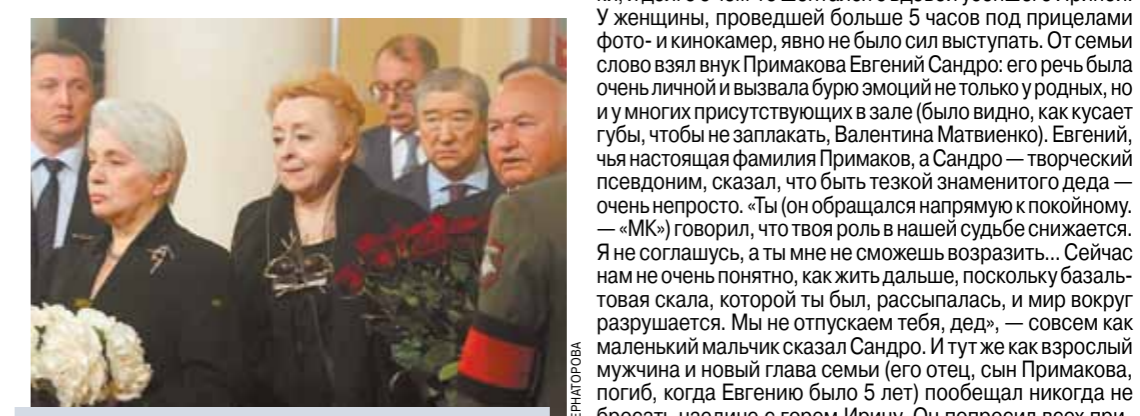 У женщины, проведшей больше 5 часов под прицелами
фото- и кинокамер, явно не было сил выступать. От семьи
слово взял внук Примакова Евгений Сандро: его речь была
очень личной и вызвала бурю эмоций не только у родных, но
и у многих присутствующих в зале (было видно, как кусает
губы, чтобы не заплакать, Валентина Матвиенко). Евгений,
чья настоящая фамилия Примаков, а Сандро — творческий
псевдоним, сказал, что быть тезкой знаменитого деда —
очень непросто. «Ты (он обращался напрямую к покойному.
— «МК») говорил, что твоя роль в нашей судьбе снижается.
Я не соглашусь, а ты мне не сможешь возразить... Сейчас
нам не очень понятно, как жить дальше, поскольку базаль-
товая скала, которой ты был, рассыпалась, и мир вокруг
разрушается. Мы не отпускаем тебя, дед», — совсем как
маленький мальчик сказал Сандро. И тут же как взрослый
мужчина и новый глава семьи (его отец, сын Примакова,
погиб, когда Евгению было 5 лет) пообещал никогда не